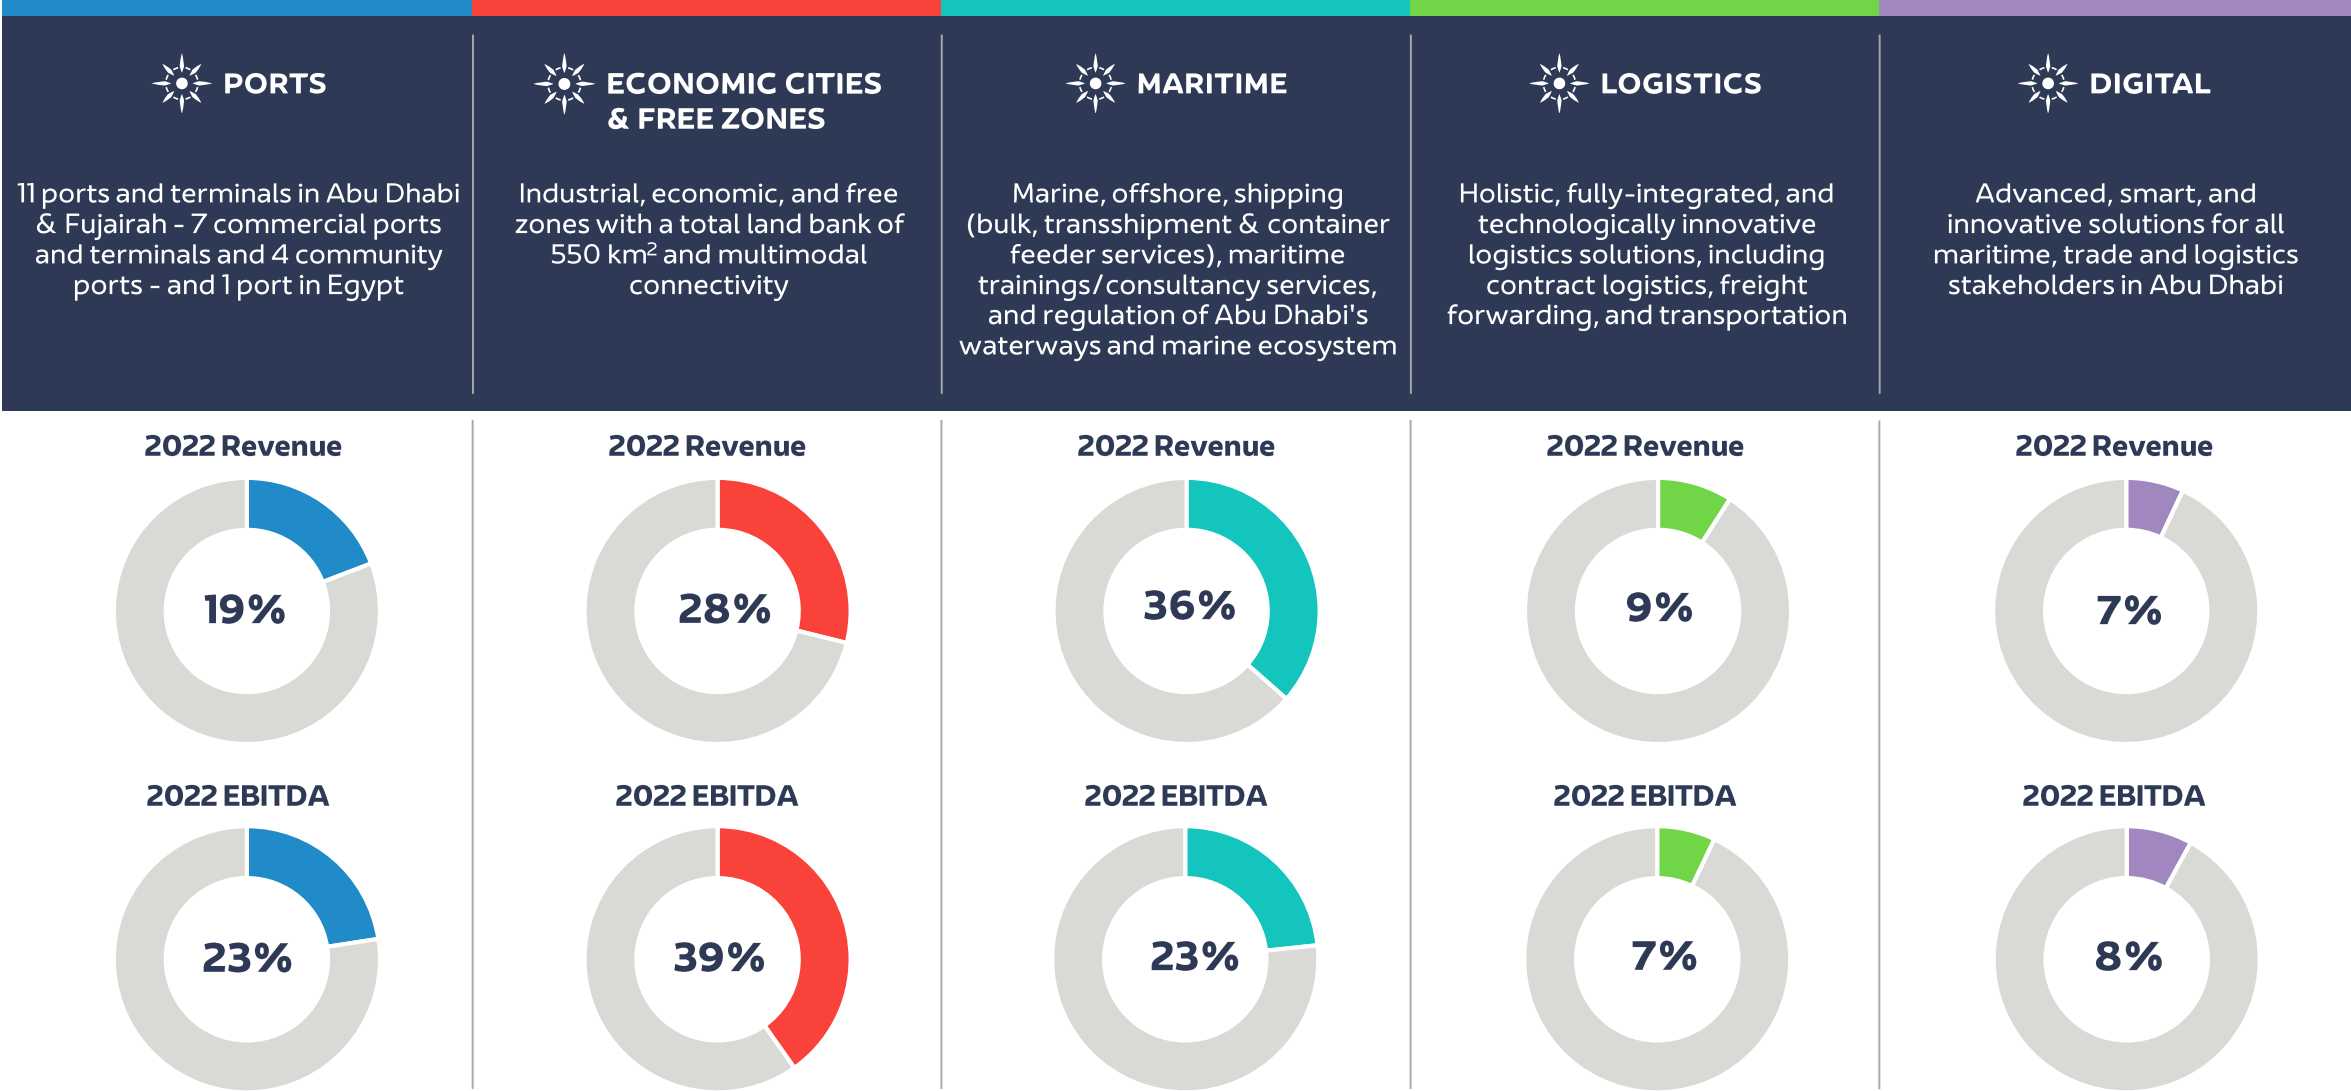 PORTS
11 ports and terminals in Abu Dhabi
& Fujairah - 7 commercial ports
and terminals and 4 community
ports - and 1 port in Egypt
ECONOMIC CITIES
& FREE ZONES
Industrial, economic, and free
zones with a total land bank of
550 km² and multimodal
connectivity
MARITIME
Marine, offshore, shipping
(bulk, transshipment & container
feeder services), maritime
trainings/consultancy services,
and regulation of Abu Dhabi's
waterways and marine ecosystem
LOGISTICS
Holistic, fully-integrated, and
technologically innovative
logistics solutions, including
contract logistics, freight
forwarding, and transportation
DIGITAL
Advanced, smart, and
innovative solutions for all
maritime, trade and logistics
stakeholders in Abu Dhabi
2022 Revenue
19%
2022 Revenue
28%
2022 Revenue
36%
2022 Revenue
9%
2022 Revenue
7%
2022 EBITDA
23%
2022 EBITDA
39%
2022 EBITDA
23%
2022 EBITDA
7%
2022 EBITDA
8%